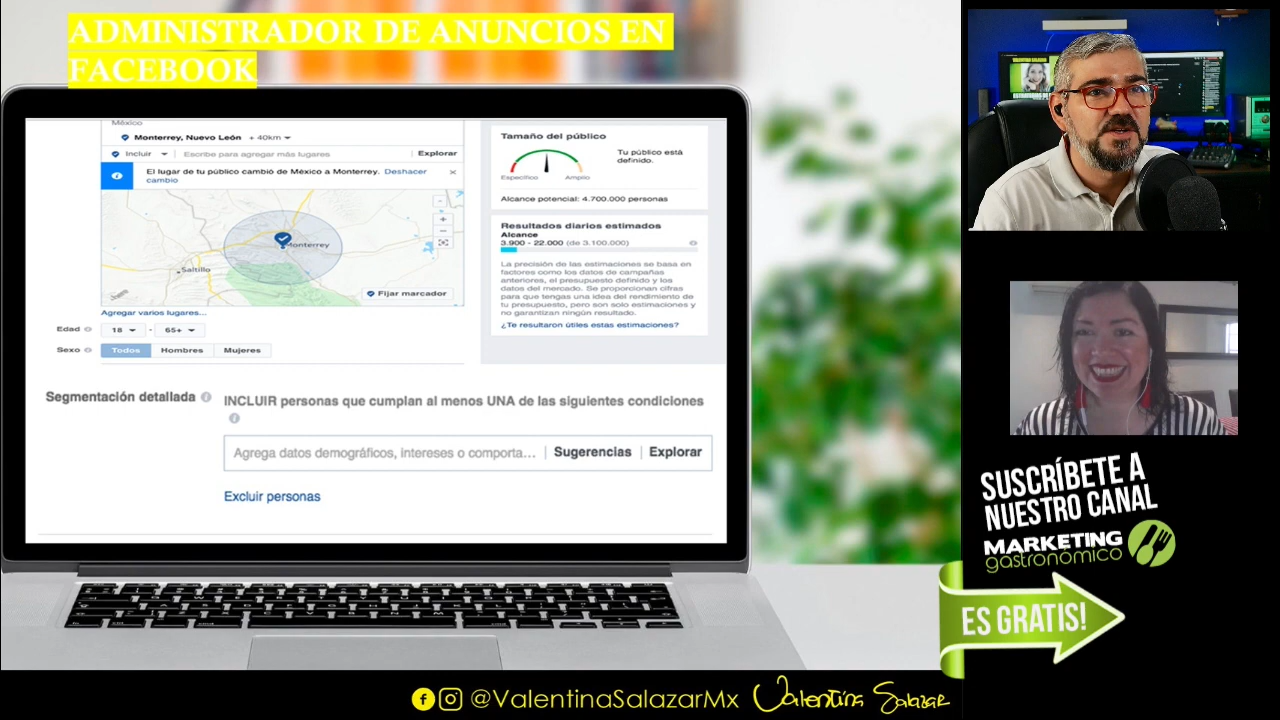 ADMINISTRADOR DE ANUNCIOS EN
FACEBOOK
México
Monterrey, Nuevo León + 40km
Incluir Escribe para agregar más lugares Explorar
El lugar de tu público cambió de México a Monterrey. Deshacer
cambio
Monterrey
Saltillo
Fijar marcador
Agregar varios lugares...
Edad 18 - 65+
Sexo Todos Hombres Mujeres
Tamaño del público
Tu público está
definido.
Específico Amplio
Alcance potencial: 4.700.000 personas
Resultados diarios estimados
Alcance
3.900 - 22.000 (de 3.100.000)
La precisión de las estimaciones se basa en
factores como los datos de campañas
anteriores, el presupuesto definido y los
datos del mercado. Se proporcionan cifras
para que tengas una idea del rendimiento de
tu presupuesto, pero son solo estimaciones y
no garantizan ningún resultado.
¿Te resultaron útiles estas estimaciones?
Segmentación detallada
INCLUIR personas que cumplan al menos UNA de las siguientes condiciones
Agrega datos demográficos, intereses o comporta... Sugerencias Explorar
Excluir personas
VALENTINA SALAZAR
SUSCRÍBETE A
NUESTRO CANAL
MARKETING
gastronómico
ES GRATIS!
@ValentinaSalazarMx Valentina Salazar